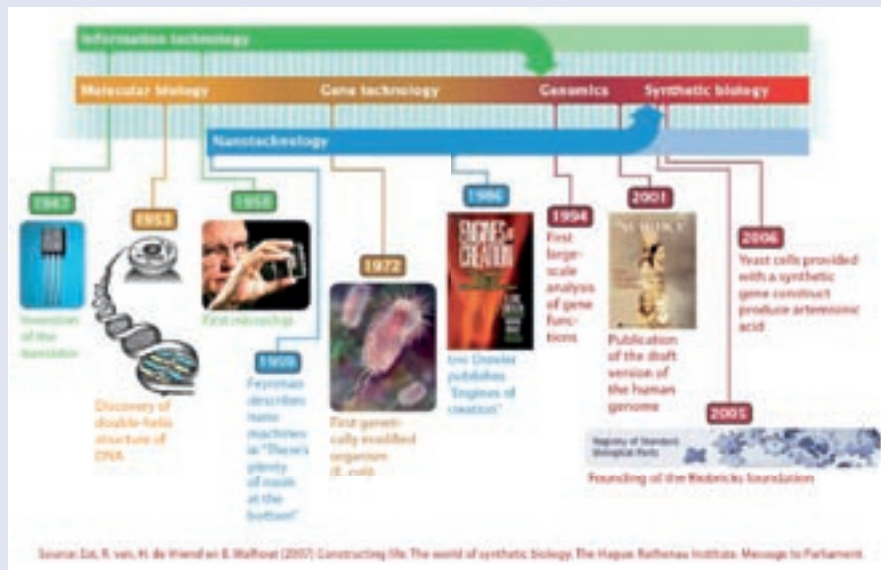 Information technology
Molecular biology
Gene technology
Genomics
Synthetic biology
Nanotechnology
1947
Invention
of the
transistor
1953
Discovery of
double-helix
structure of
DNA
1958
First microchip
1959
Feynman
describes
nano
machines
in "There's
plenty
of room
at the
bottom"
1972
First geneti-
cally modified
organism
(E. coli)
1986
ENGINES OF
CREATION
Eric Drexler
publishes
"Engines of
creation"
1994
First
large-
scale
analysis
of gene
func-
tions
2001
Science
Publication
of the draft
version of
the human
genome
2005
Registry of Standard
Biological Parts
Founding of the Biobricks foundation
2006
Yeast cells provided
with a synthetic
gene construct
produce artemisinic
acid
Source: Est, R. van, H. de Vriend en B. Walhout (2007) Constructing life. The world of synthetic biology. The Hague: Rathenau Institute. Message to Parliament